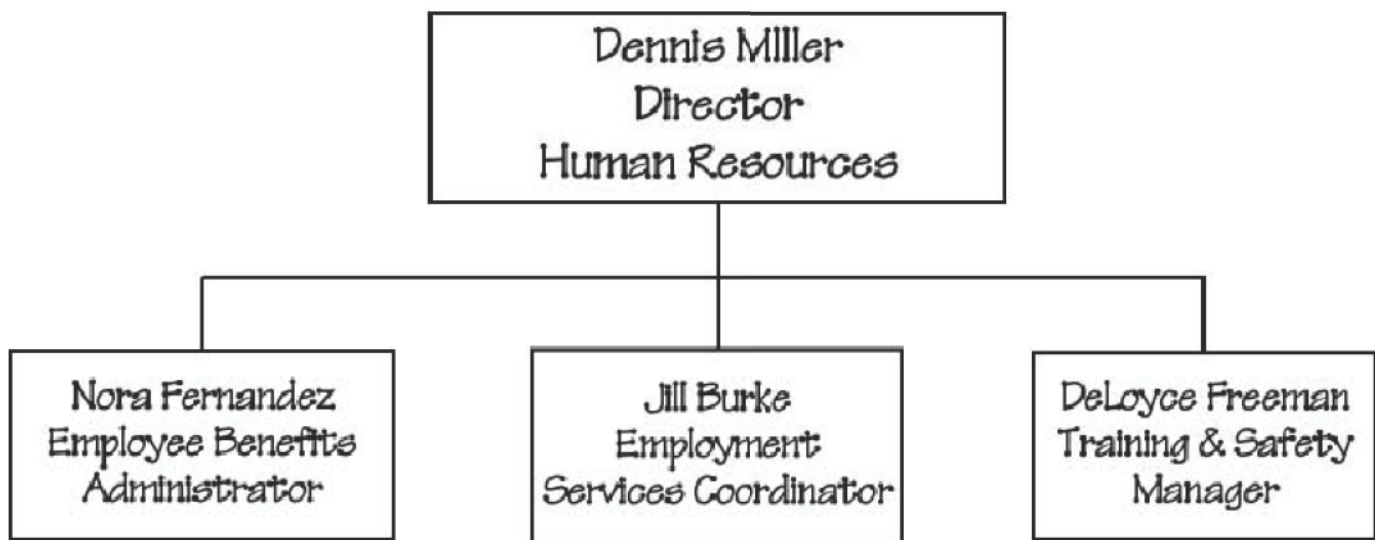 Dennis Miller
Director
Human Resources
Nora Fernandez
Employee Benefits
Administrator
Jill Burke
Employment
Services Coordinator
DeLoyce Freeman
Training & Safety
Manager